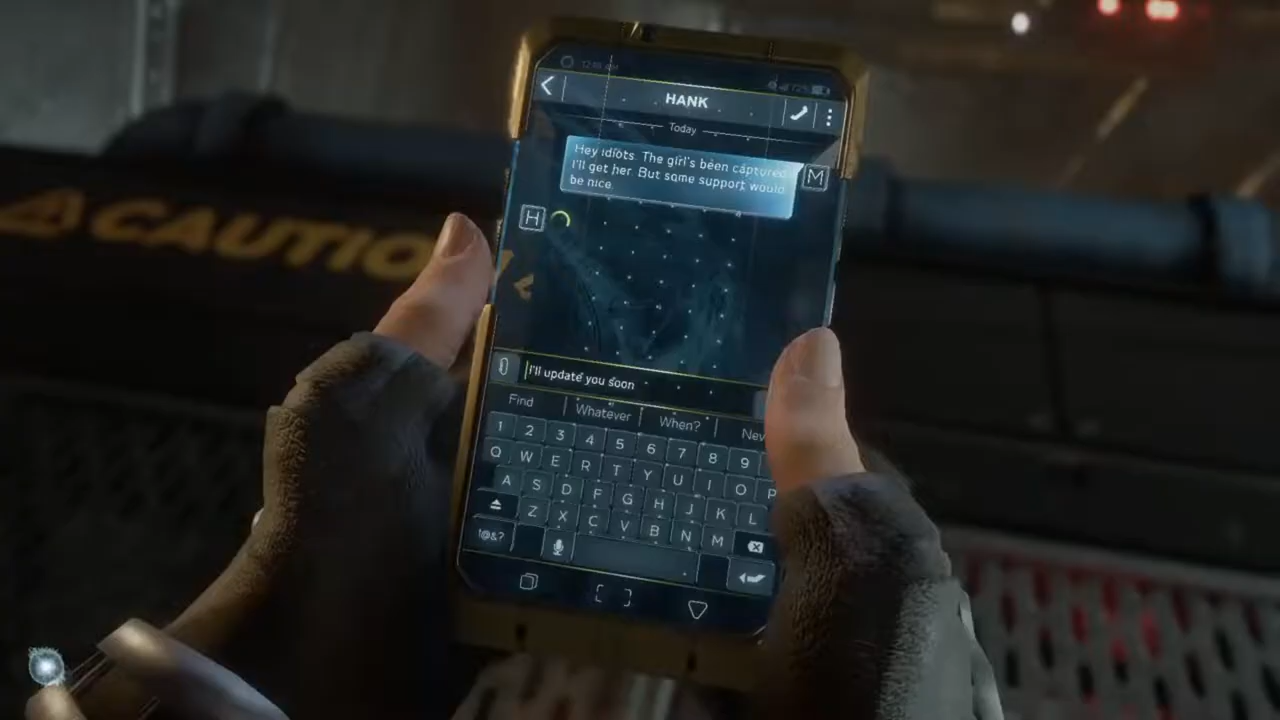 HANK
Today
Hey idiots. The girl's been captured
I'll get her. But some support would
be nice.
M
H
CAUTION
I'll update you soon
Find Whatever When?
1 2 3 4 5 6 7 8 9
Q W E R T Y U I O P
A S D F G H J K L
Z X C V B N M
!@&?